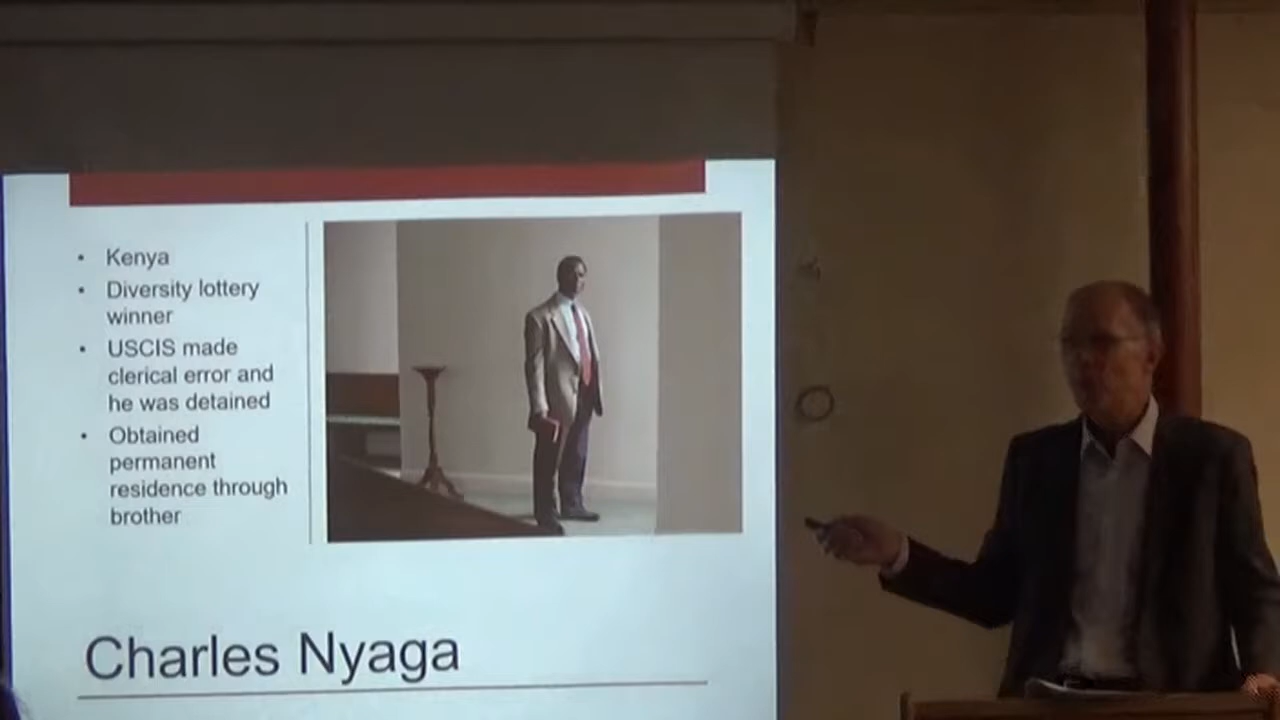 • Kenya
• Diversity lottery
winner
• USCIS made
clerical error and
he was detained
• Obtained
permanent
residence through
brother
Charles Nyaga